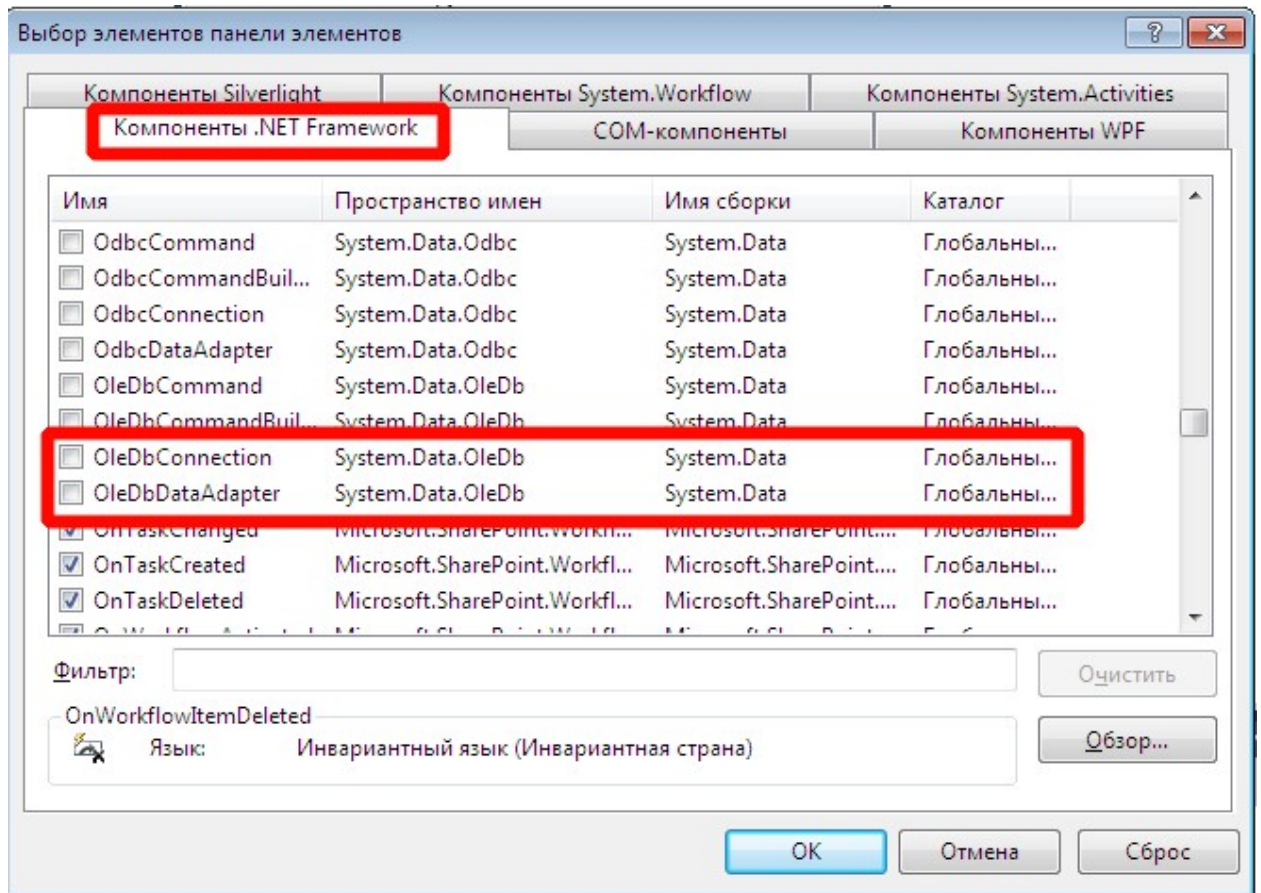 Выбор элементов панели элементов
Компоненты Silverlight Компоненты System.Workflow Компоненты System.Activities
Компоненты .NET Framework COM-компоненты Компоненты WPF
Имя Пространство имен Имя сборки Каталог
OdbcCommand System.Data.Odbc System.Data Глобальны...
OdbcCommandBuil... System.Data.Odbc System.Data Глобальны...
OdbcConnection System.Data.Odbc System.Data Глобальны...
OdbcDataAdapter System.Data.Odbc System.Data Глобальны...
OleDbCommand System.Data.OleDb System.Data Глобальны...
OleDbCommandBuil... System.Data.OleDb System.Data Глобальны...
OleDbConnection System.Data.OleDb System.Data Глобальны...
OleDbDataAdapter System.Data.OleDb System.Data Глобальны...
OnTaskChanged Microsoft.SharePoint.Workfl... Microsoft.SharePoint.... Глобальны...
OnTaskCreated Microsoft.SharePoint.Workfl... Microsoft.SharePoint.... Глобальны...
OnTaskDeleted Microsoft.SharePoint.Workfl... Microsoft.SharePoint.... Глобальны...
Фильтр: Очистить
OnWorkflowItemDeleted
Язык: Инвариантный язык (Инвариантная страна) Обзор...
OK Отмена Сброс